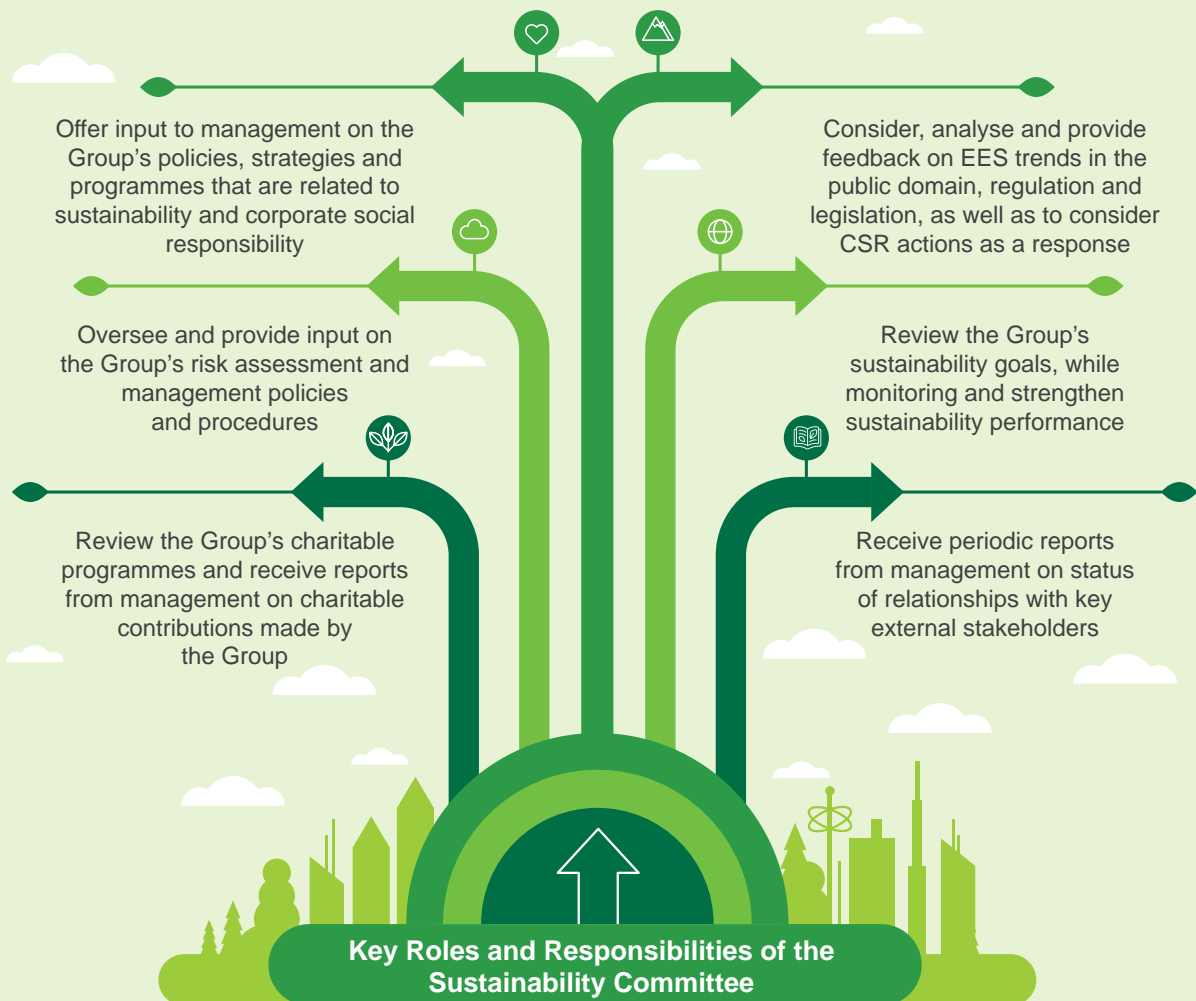 Offer input to management on the
Group's policies, strategies and
programmes that are related to
sustainability and corporate social
responsibility
Consider, analyse and provide
feedback on EES trends in the
public domain, regulation and
legislation, as well as to consider
CSR actions as a response
Oversee and provide input on
the Group's risk assessment and
management policies
and procedures
Review the Group's
sustainability goals, while
monitoring and strengthen
sustainability performance
Review the Group's charitable
programmes and receive reports
from management on charitable
contributions made by
the Group
Receive periodic reports
from management on status
of relationships with key
external stakeholders
Key Roles and Responsibilities of the
Sustainability Committee